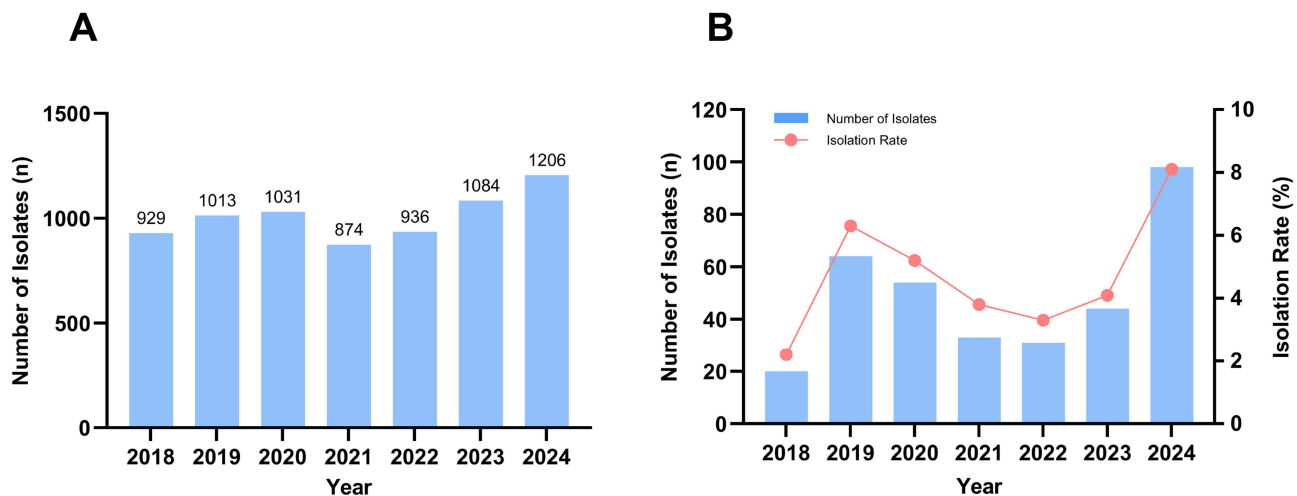 A
Number of Isolates (n)
1500
1000
500
0
929
1013
1031
874
936
1084
1206
2018 2019 2020 2021 2022 2023 2024
Year
B
Number of Isolates (n)
120
100
80
60
40
20
0
Number of Isolates
Isolation Rate
10
8
6
4
2
0
Isolation Rate (%)
2018 2019 2020 2021 2022 2023 2024
Year